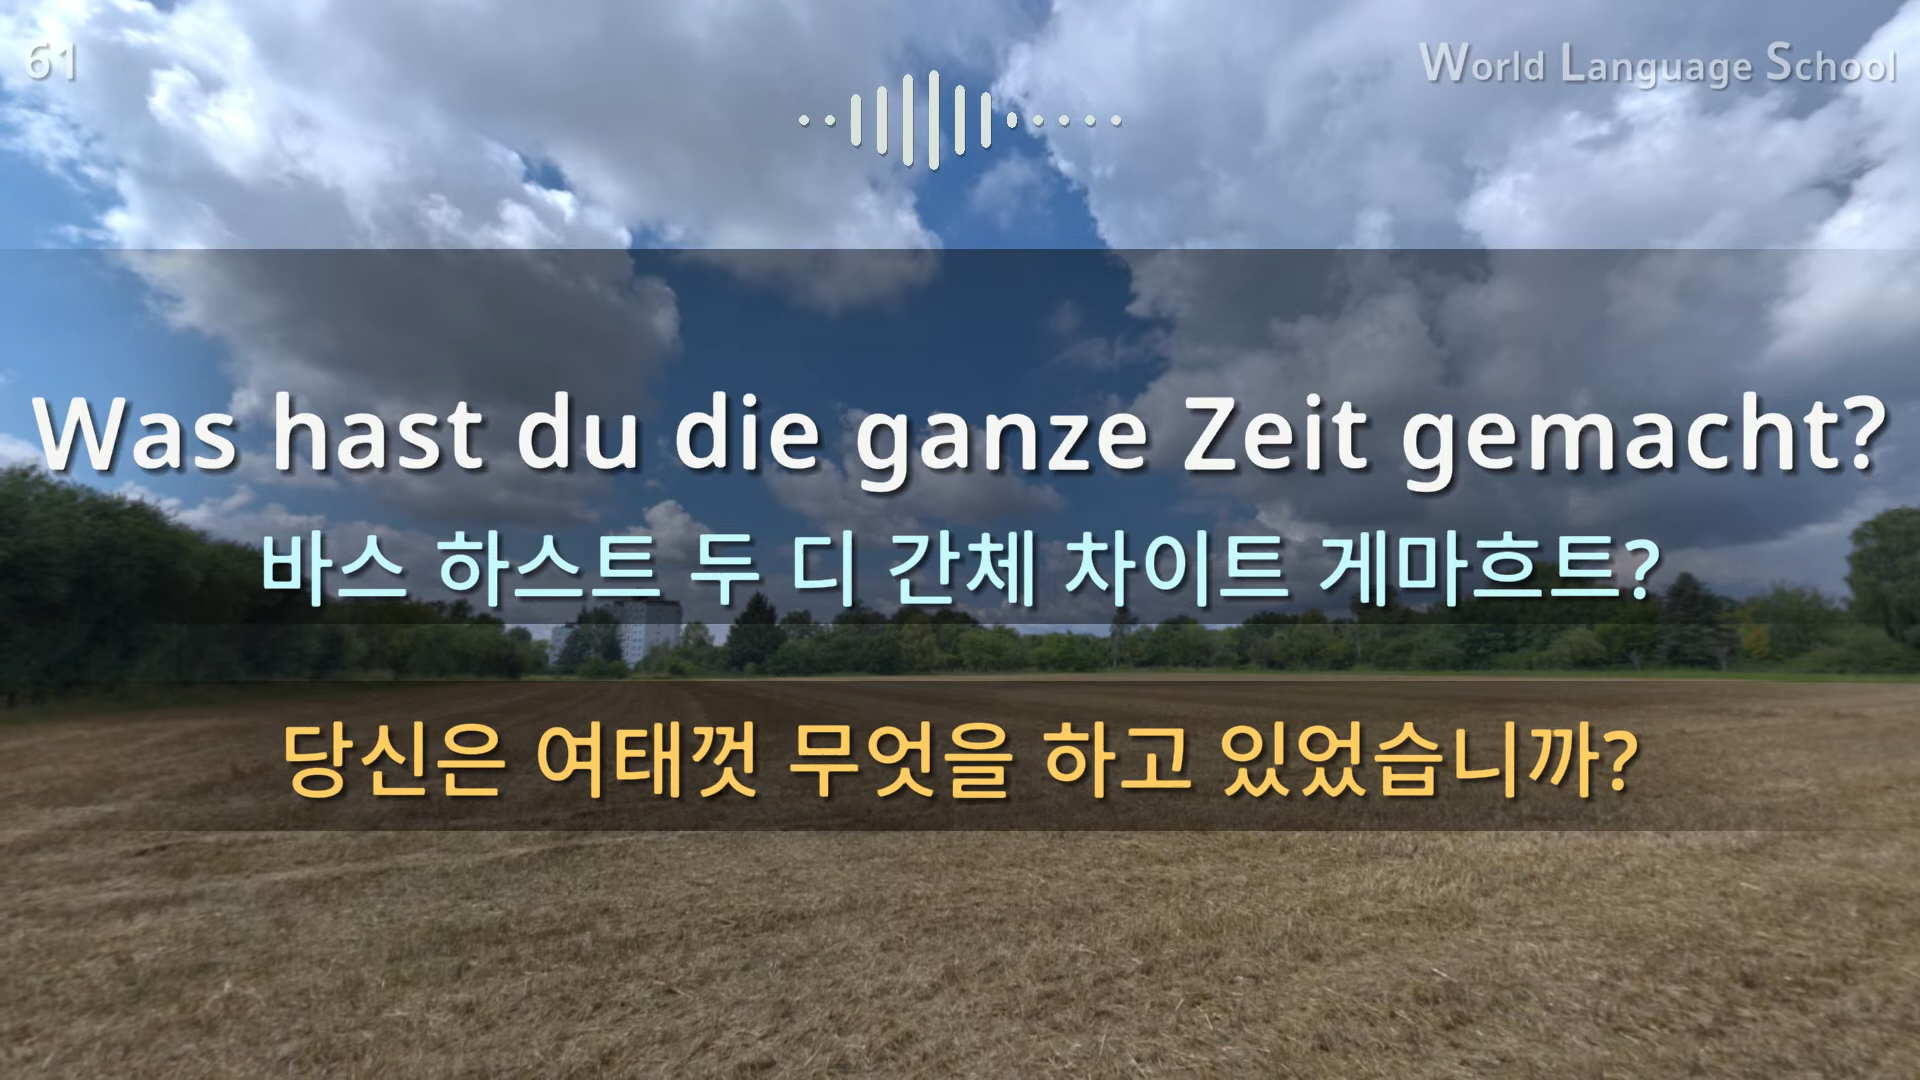 61
World Language School
Was hast du die ganze Zeit gemacht?
바스 하스트 두 디 간체 차이트 게마흐트?
당신은 여태껏 무엇을 하고 있었습니까?